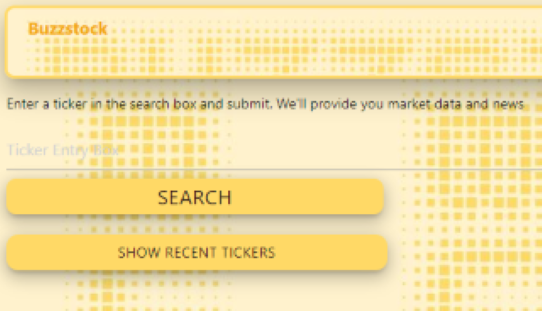 Buzzstock
Enter a ticker in the search box and submit. We'll provide you market data and news
Ticker Entry Box
SEARCH
SHOW RECENT TICKERS